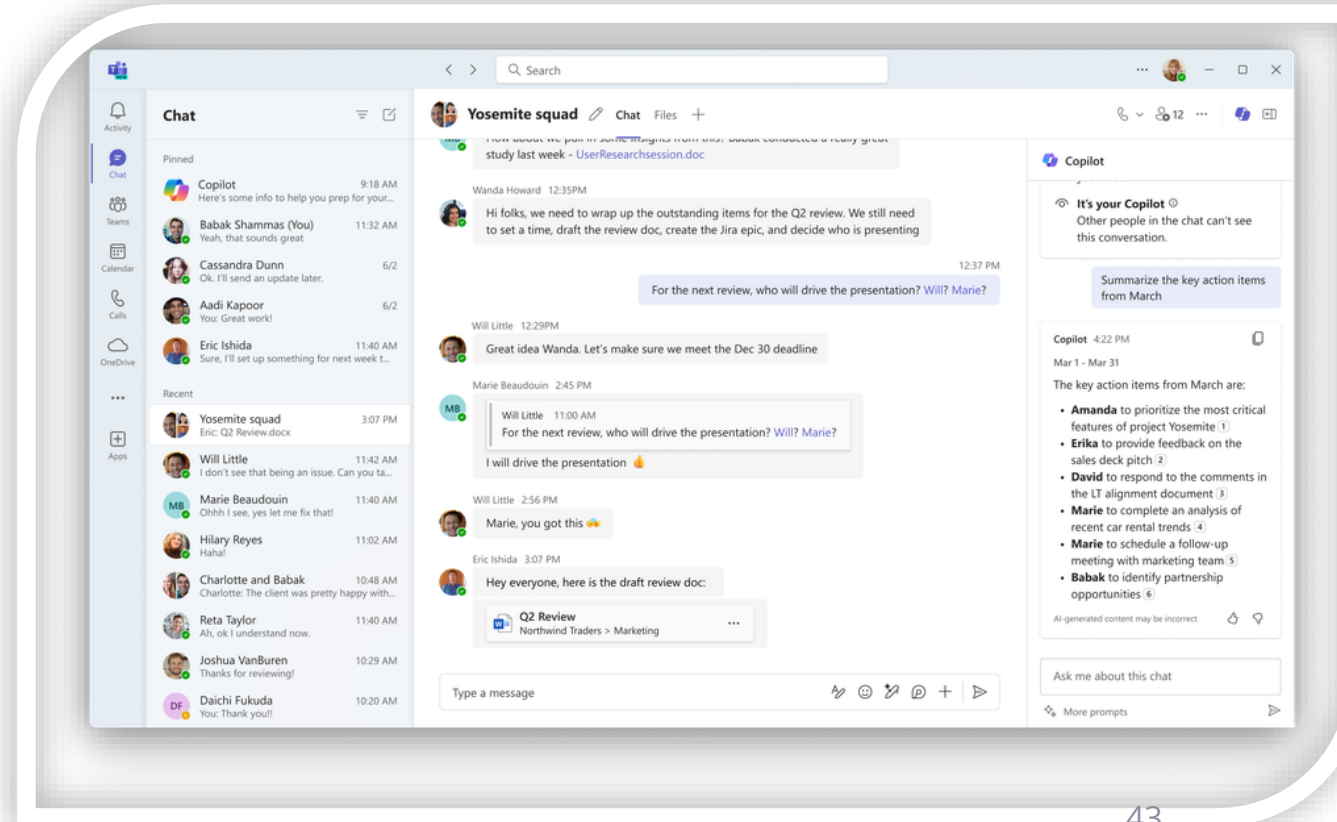 Search
Activity
Chat
Teams
Calendar
Calls
OneDrive
Apps
Chat
Pinned
Copilot 9:18 AM
Here's some info to help you prep for your...
Babak Shammas (You) 11:32 AM
Yeah, that sounds great
Cassandra Dunn 6/2
Ok. I'll send an update later.
Aadi Kapoor 6/2
You: Great work!
Eric Ishida 11:40 AM
Sure, I'll set up something for next week t...
Recent
Yosemite squad 3:07 PM
Eric: Q2 Review.docx
Will Little 11:42 AM
I don't see that being an issue. Can you ta...
MB Marie Beaudouin 11:40 AM
Ohhh I see, yes let me fix that!
Hilary Reyes 11:02 AM
Haha!
Charlotte and Babak 10:48 AM
Charlotte: The client was pretty happy with...
Reta Taylor 11:40 AM
Ah, ok I understand now.
Joshua VanBuren 10:29 AM
Thanks for reviewing!
DF Daichi Fukuda 10:20 AM
You: Thank you!!
Yosemite squad Chat Files 12
How about we pull in some insights from this? Babak conducted a really great
study last week - UserResearchsession.doc
Wanda Howard 12:35PM
Hi folks, we need to wrap up the outstanding items for the Q2 review. We still need
to set a time, draft the review doc, create the Jira epic, and decide who is presenting
12:37 PM
For the next review, who will drive the presentation? Will? Marie?
Will Little 12:29PM
Great idea Wanda. Let's make sure we meet the Dec 30 deadline
Marie Beaudouin 2:45 PM
MB
Will Little 11:00 AM
For the next review, who will drive the presentation? Will? Marie?
I will drive the presentation 👍
Will Little 2:56 PM
Marie, you got this
Eric Ishida 3:07 PM
Hey everyone, here is the draft review doc:
Q2 Review
Northwind Traders > Marketing
Type a message
Copilot
It's your Copilot
Other people in the chat can't see
this conversation.
Summarize the key action items
from March
Copilot 4:22 PM
Mar 1 - Mar 31
The key action items from March are:
• Amanda to prioritize the most critical
features of project Yosemite 1
• Erika to provide feedback on the
sales deck pitch 2
• David to respond to the comments in
the LT alignment document 3
• Marie to complete an analysis of
recent car rental trends 4
• Marie to schedule a follow-up
meeting with marketing team 5
• Babak to identify partnership
opportunities 6
AI-generated content may be incorrect
Ask me about this chat
More prompts
43